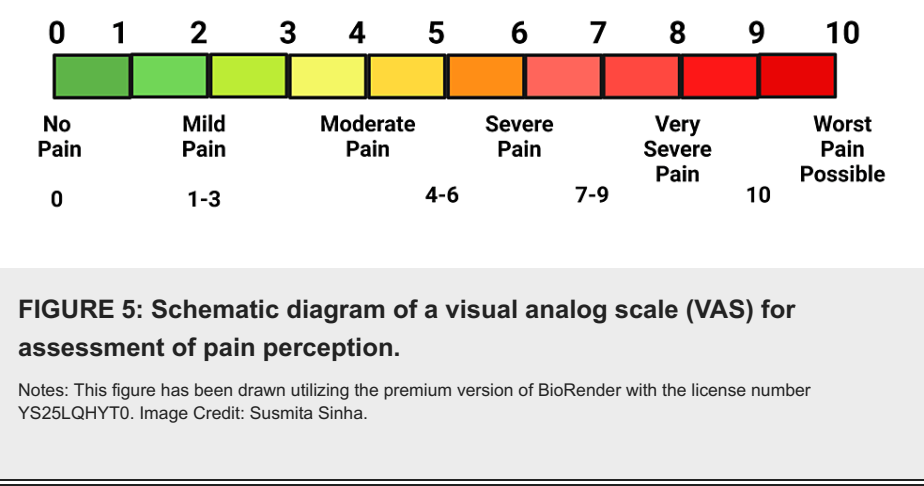 0 1 2 3 4 5 6 7 8 9 10
No Mild Moderate Severe Very Worst
Pain Pain Pain Pain Severe Pain
Pain Possible
0 1-3 4-6 7-9 10
FIGURE 5: Schematic diagram of a visual analog scale (VAS) for
assessment of pain perception.
Notes: This figure has been drawn utilizing the premium version of BioRender with the license number
YS25LQHYT0. Image Credit: Susmita Sinha.